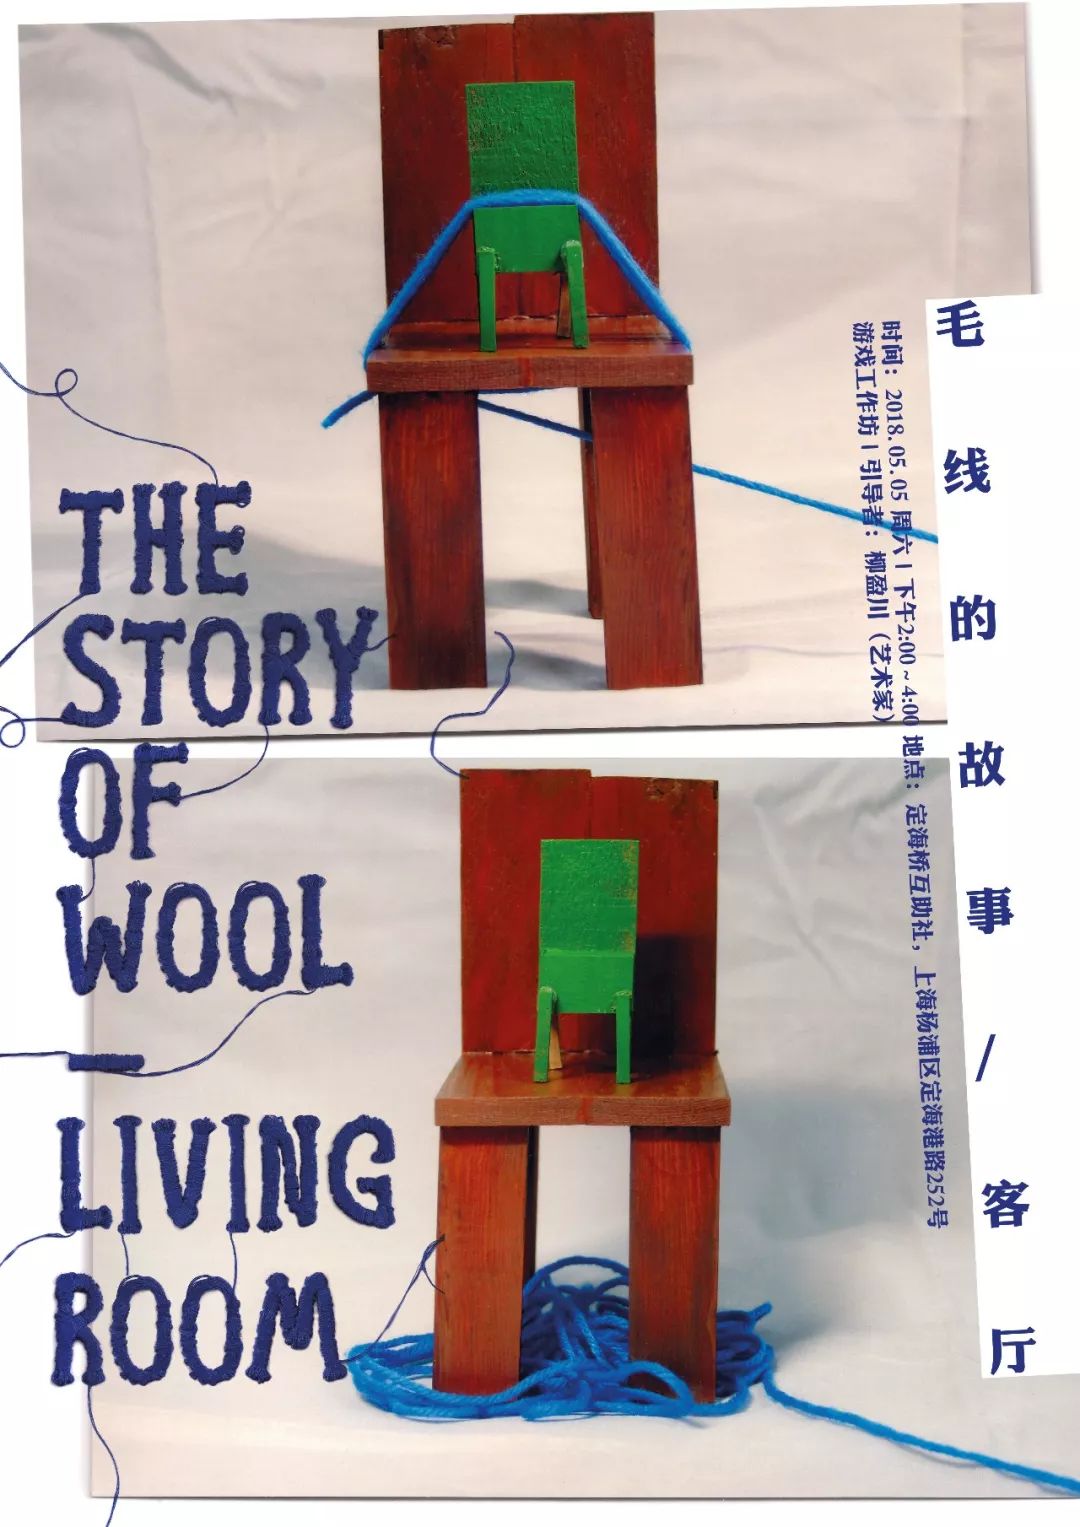 THE
STORY
OF
WOOL
—
LIVING
ROOM
毛线的故事/客厅
时间：2018.05.05 周六|下午2:00~4:00 地点：定海桥互助社，上海杨浦区定海港路252号
游戏工作坊|引导者：柳盈川（艺术家）